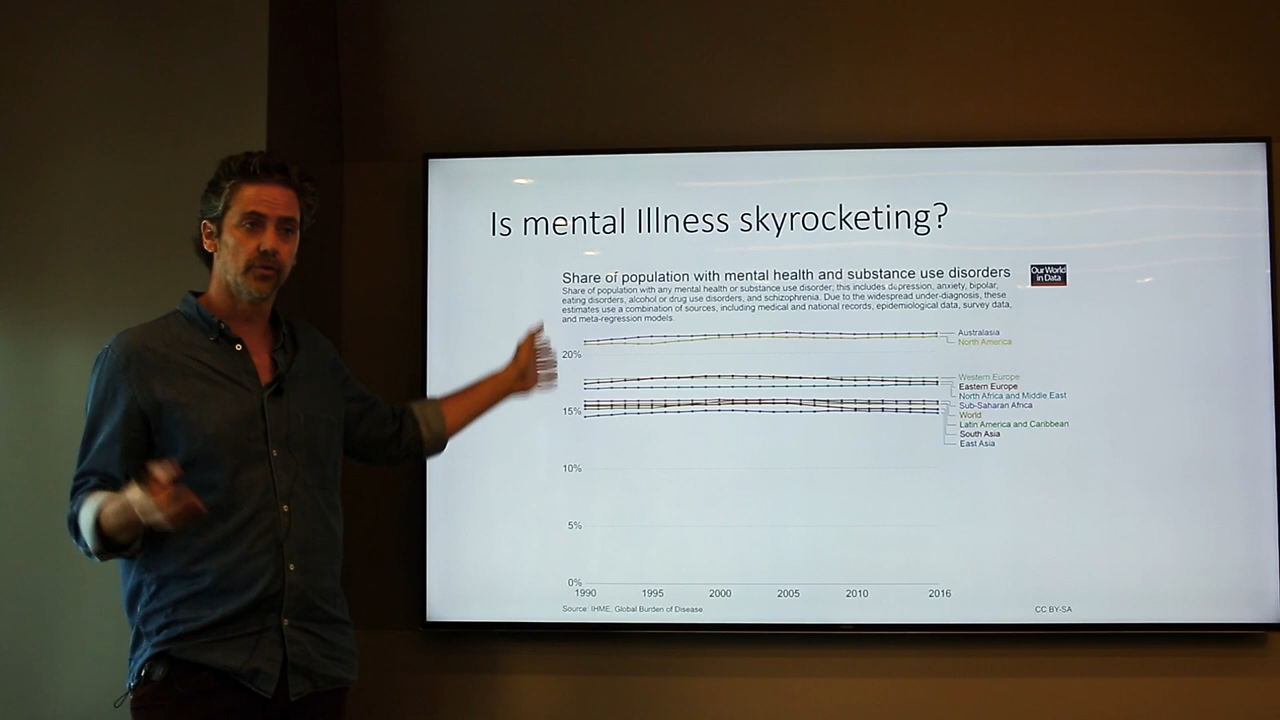 Is mental Illness skyrocketing?
Share of population with mental health and substance use disorders
Our World
in Data
Share of population with any mental health or substance use disorder; this includes depression, anxiety, bipolar,
eating disorders, alcohol or drug use disorders, and schizophrenia. Due to the widespread under-diagnosis, these
estimates use a combination of sources, including medical and national records, epidemiological data, survey data,
and meta-regression models.
20%
15%
10%
5%
0%
Australasia
North America
Western Europe
Eastern Europe
North Africa and Middle East
Sub-Saharan Africa
World
Latin America and Caribbean
South Asia
East Asia
1990 1995 2000 2005 2010 2016
Source: IHME, Global Burden of Disease
CC BY-SA